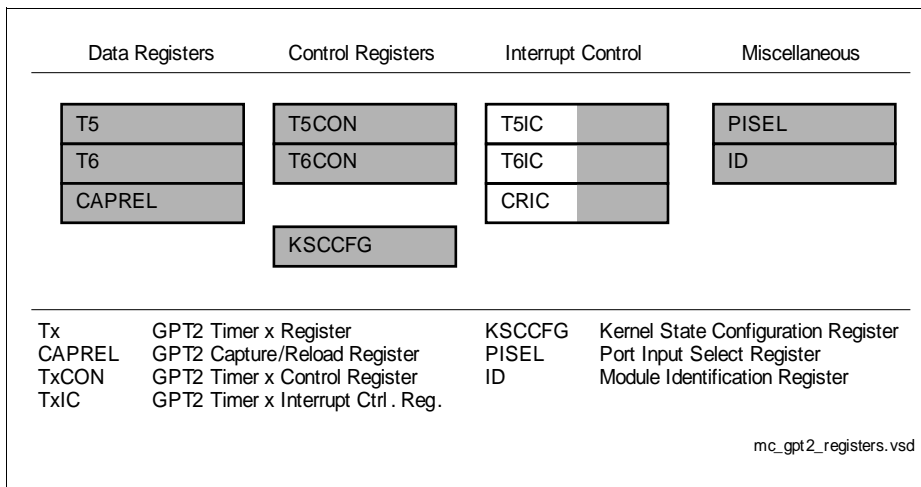 Data Registers Control Registers Interrupt Control Miscellaneous
T5 T5CON T5IC PISEL
T6 T6CON T6IC ID
CAPREL CRIC
KSCCFG
Tx GPT2 Timer x Register KSCCFG Kernel State Configuration Register
CAPREL GPT2 Capture/Reload Register PISEL Port Input Select Register
TxCON GPT2 Timer x Control Register ID Module Identification Register
TxIC GPT2 Timer x Interrupt Ctrl. Reg.
mc_gpt2_registers.vsd